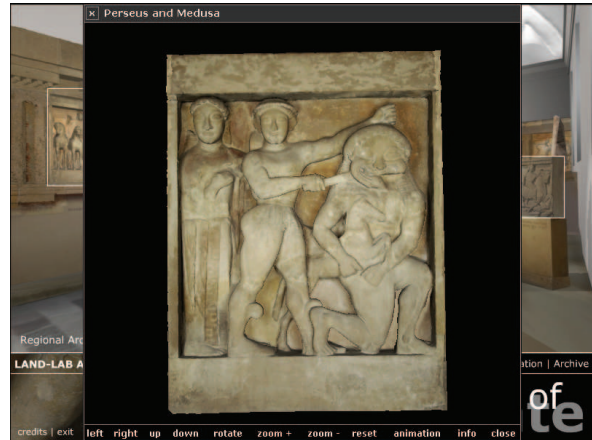 Perseus and Medusa
Regional Arc
LAND-LAB A
ation | Archive
of
te
credits | exit
left right up down rotate zoom + zoom - reset animation info close